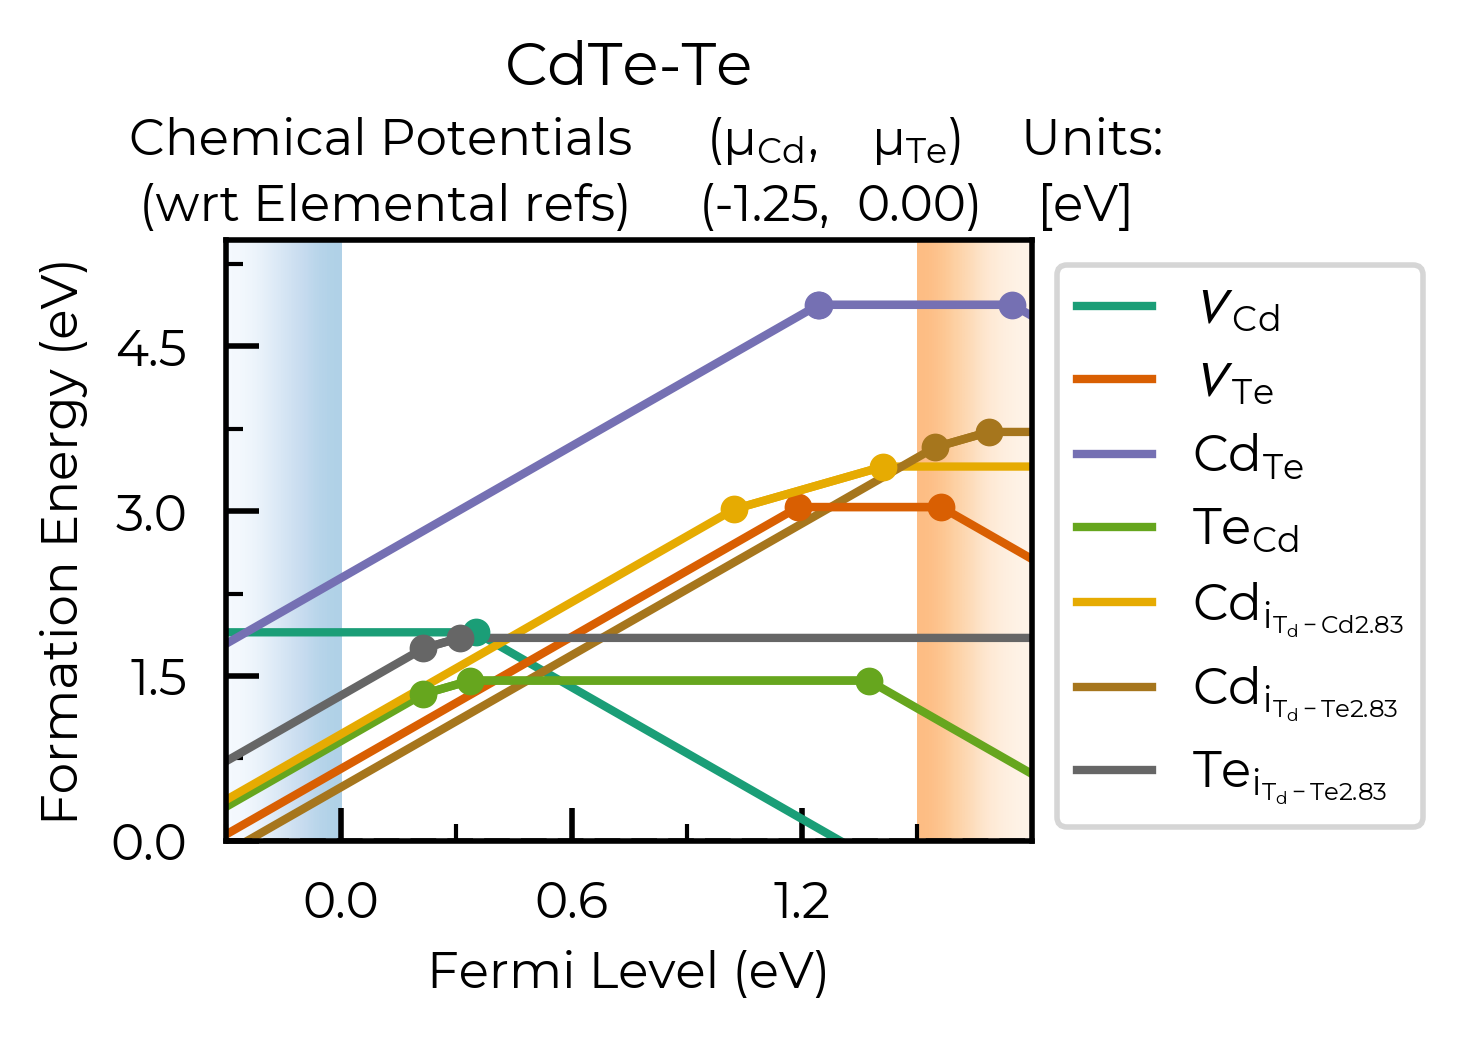 CdTe-Te
Chemical Potentials (μCd, μTe) Units:
(wrt Elemental refs) (-1.25, 0.00) [eV]
Formation Energy (eV)
4.5
3.0
1.5
0.0
0.0 0.6 1.2
Fermi Level (eV)
VCd
VTe
CdTe
TeCd
CdiTd−Cd2.83
CdiTd−Te2.83
TeiTd−Te2.83